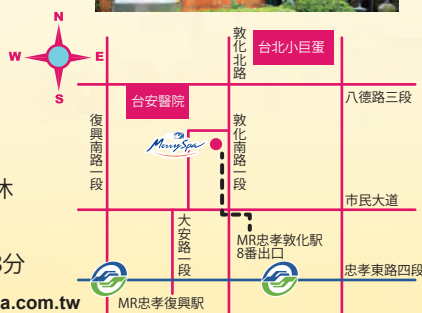 N
W
E
S
敦化北路
台北小巨蛋
台安醫院
八德路三段
復興南路一段
Merry Spa
敦化南路一段
休
市民大道
大安路一段
MR忠孝敦化駅
8番出口
分
忠孝東路四段
a.com.tw
MR忠孝復興駅